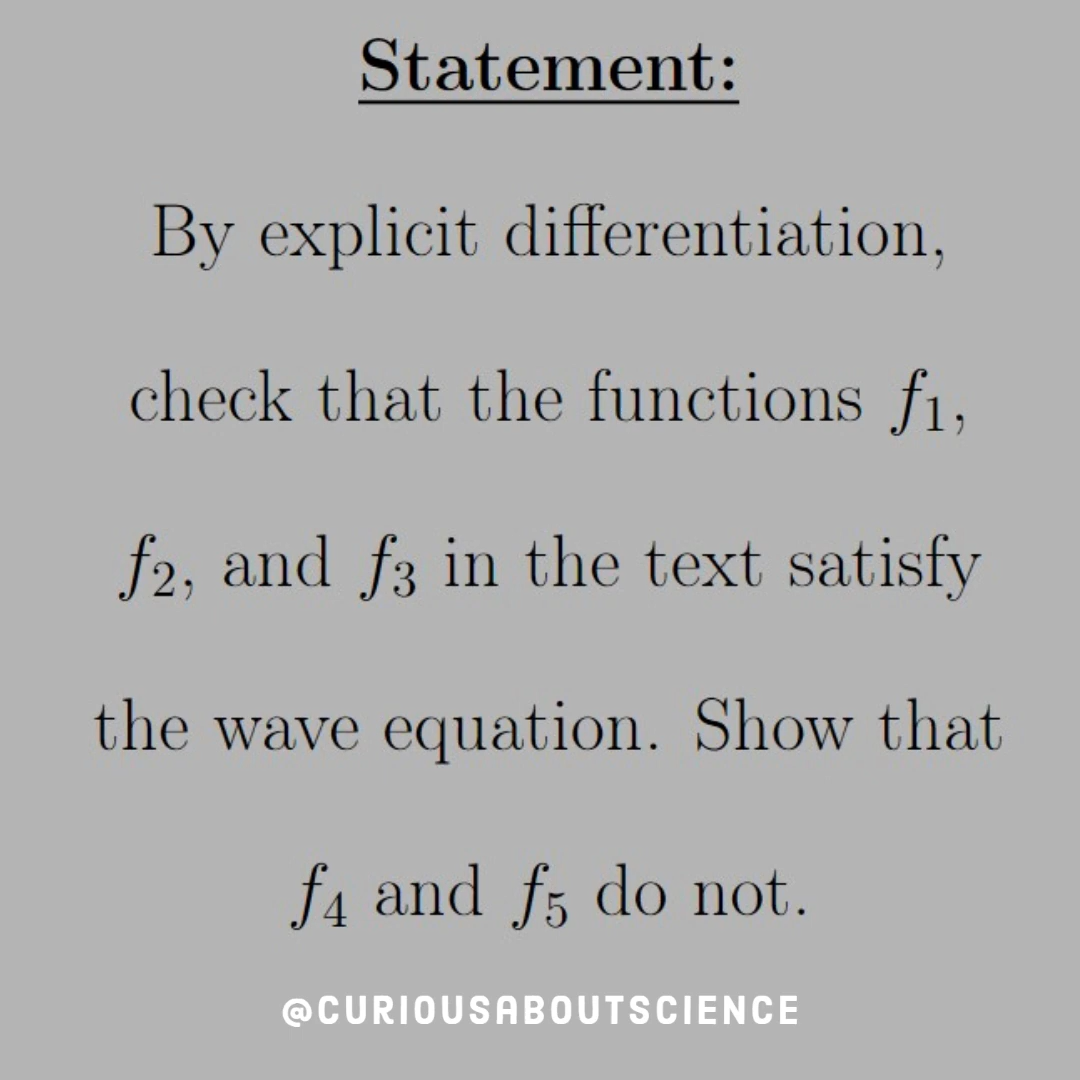 Statement:
By explicit differentiation,
check that the functions f₁,
f₂, and f₃ in the text satisfy
the wave equation. Show that
f₄ and f₅ do not.
@CURIOUSABOUTSCIENCE